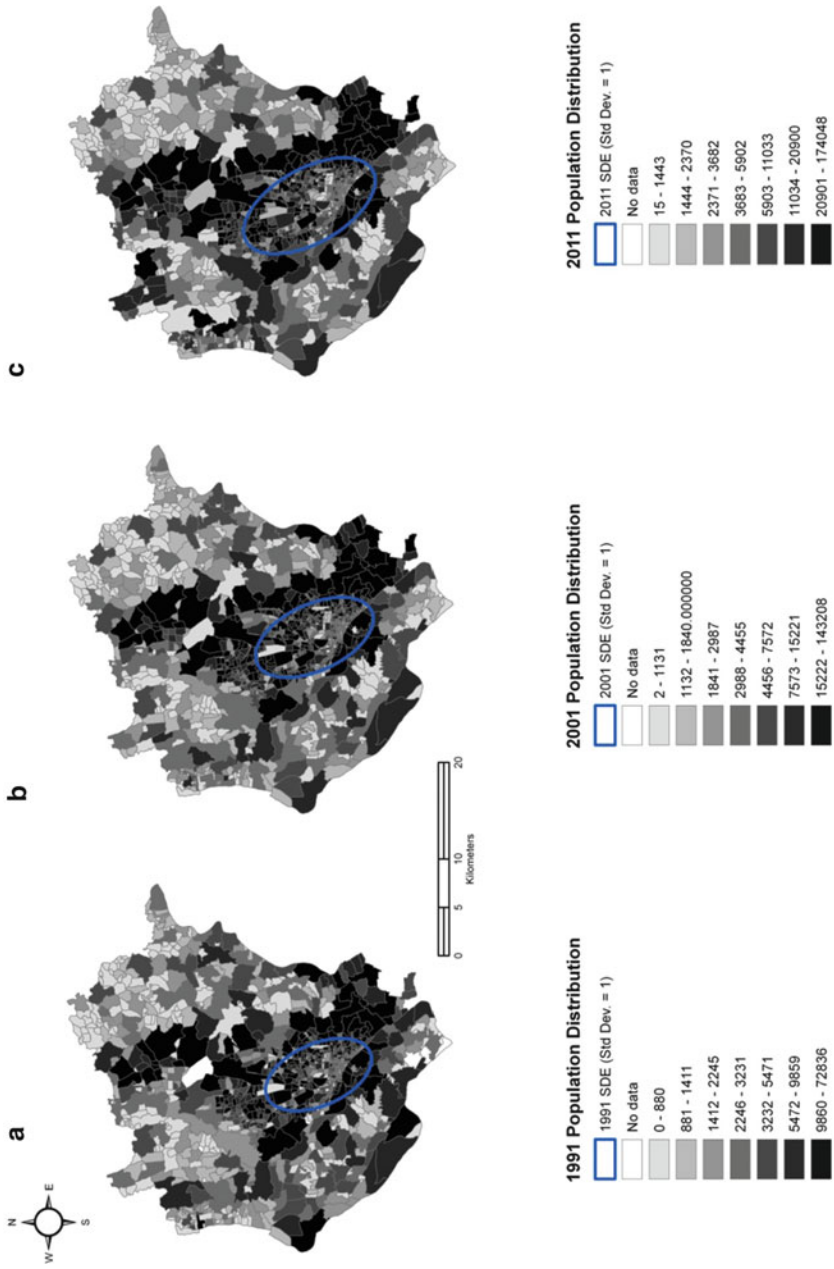 a
b
c
N
W
E
S
0
5
10
20
Kilometers
1991 Population Distribution
1991 SDE (Std Dev. = 1)
No data
0 - 880
881 - 1411
1412 - 2245
2246 - 3231
3232 - 5471
5472 - 9859
9860 - 72836
2001 Population Distribution
2001 SDE (Std Dev. = 1)
No data
2 - 1131
1132 - 1840.000000
1841 - 2987
2988 - 4455
4456 - 7572
7573 - 15221
15222 - 143208
2011 Population Distribution
2011 SDE (Std Dev. = 1)
No data
15 - 1443
1444 - 2370
2371 - 3682
3683 - 5902
5903 - 11033
11034 - 20900
20901 - 174048